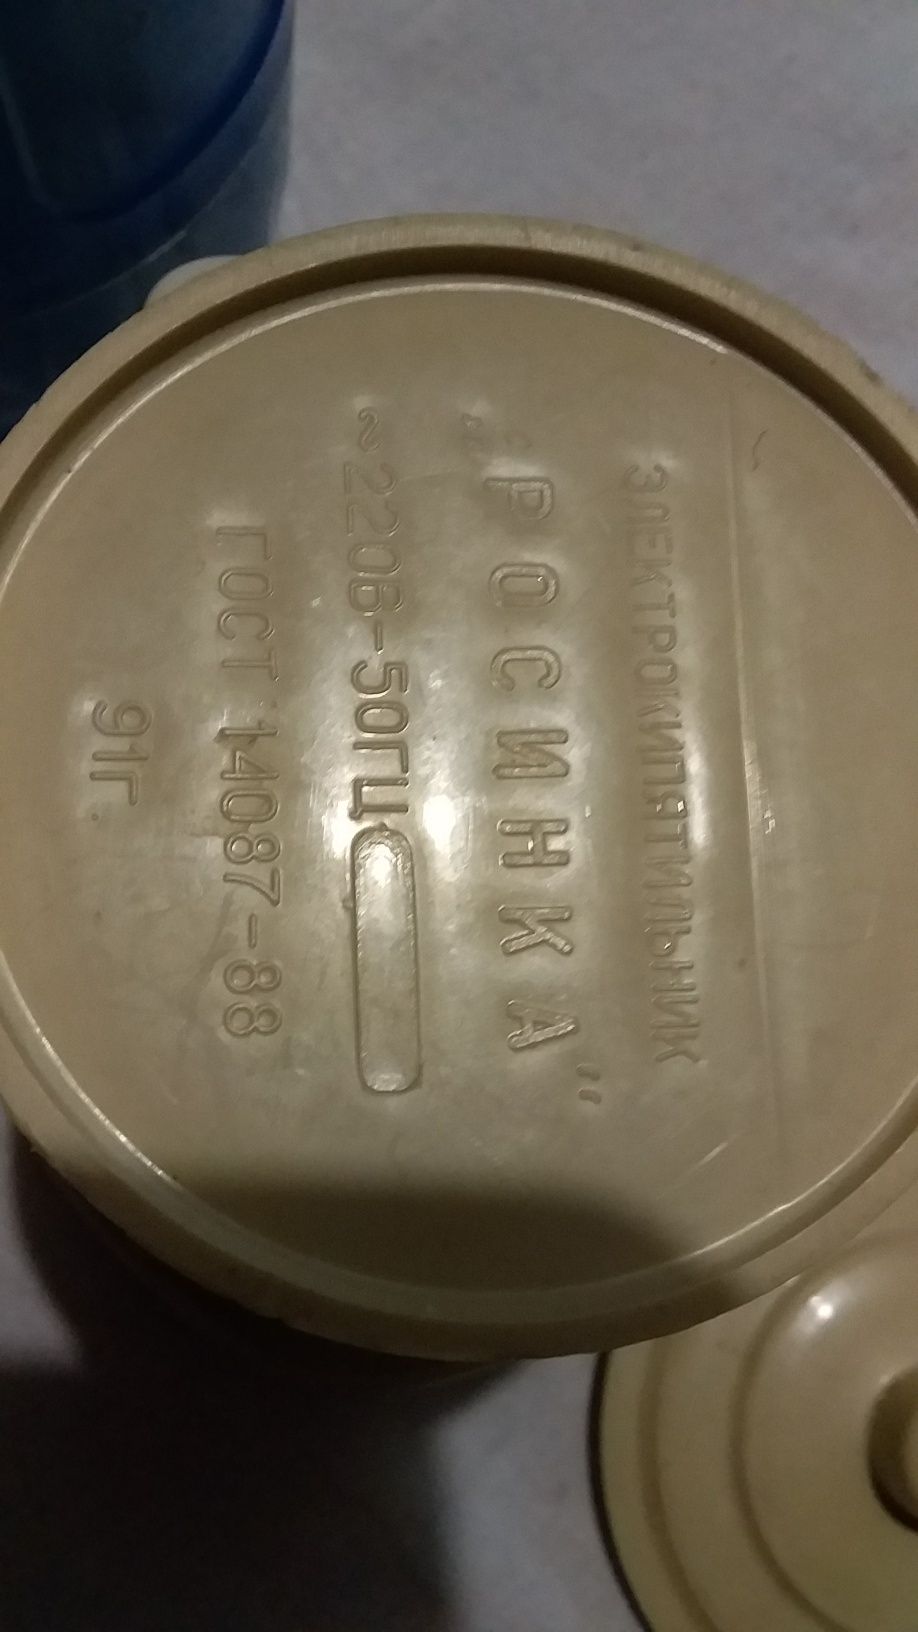 ЭЛЕКТРОКИПЯТИЛЬНИК
„РОСИНКА"
~220В-50ГЦ
ГОСТ 14087-88
91г.